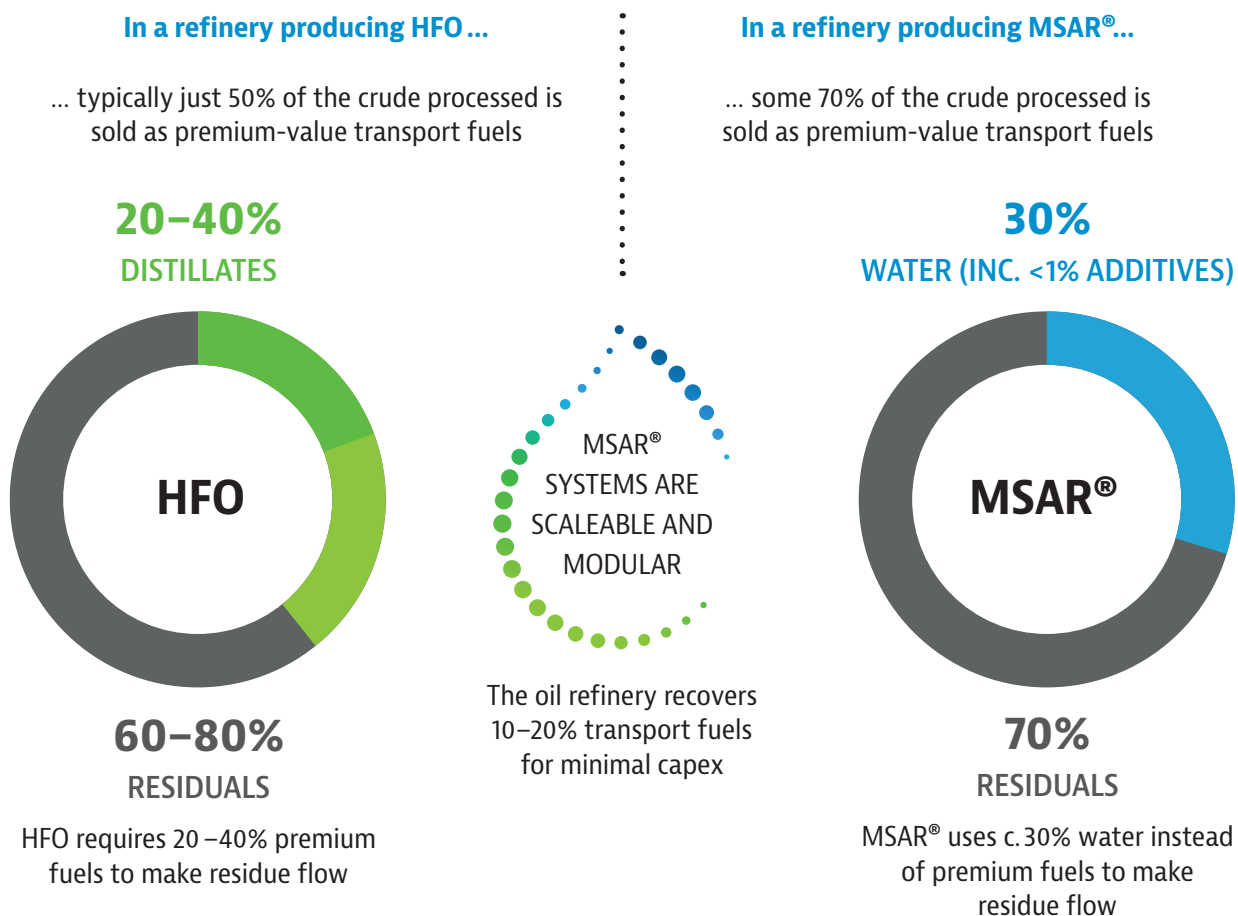 In a refinery producing HFO...
... typically just 50% of the crude processed is
sold as premium-value transport fuels
20–40%
DISTILLATES
HFO
60–80%
RESIDUALS
HFO requires 20–40% premium
fuels to make residue flow
MSAR®
SYSTEMS ARE
SCALEABLE AND
MODULAR
The oil refinery recovers
10–20% transport fuels
for minimal capex
In a refinery producing MSAR®...
... some 70% of the crude processed is
sold as premium-value transport fuels
30%
WATER (INC. <1% ADDITIVES)
MSAR®
70%
RESIDUALS
MSAR® uses c. 30% water instead
of premium fuels to make
residue flow